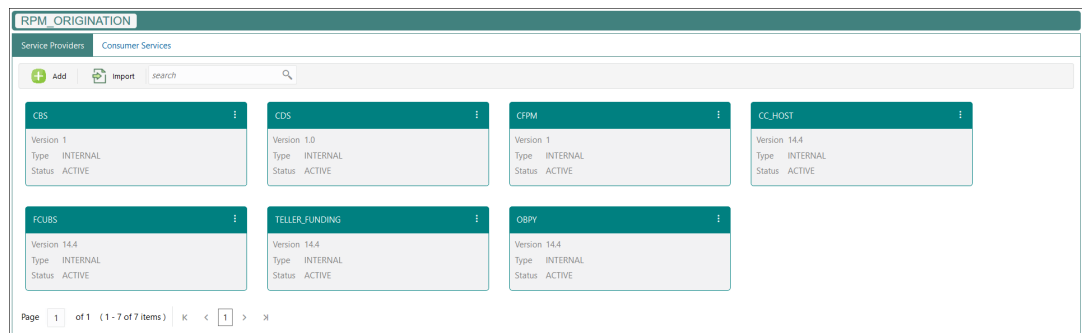 RPM_ORIGINATION
Service Providers Consumer Services
Add Import search
CBS CDS CFPM CC_HOST
Version 1 Version 1.0 Version 1 Version 14.4
Type INTERNAL Type INTERNAL Type INTERNAL Type INTERNAL
Status ACTIVE Status ACTIVE Status ACTIVE Status ACTIVE
FCUBS TELLER_FUNDING OBPY
Version 14.4 Version 14.4 Version 14.4
Type INTERNAL Type INTERNAL Type INTERNAL
Status ACTIVE Status ACTIVE Status ACTIVE
Page 1 of 1 ( 1 - 7 of 7 items ) 1